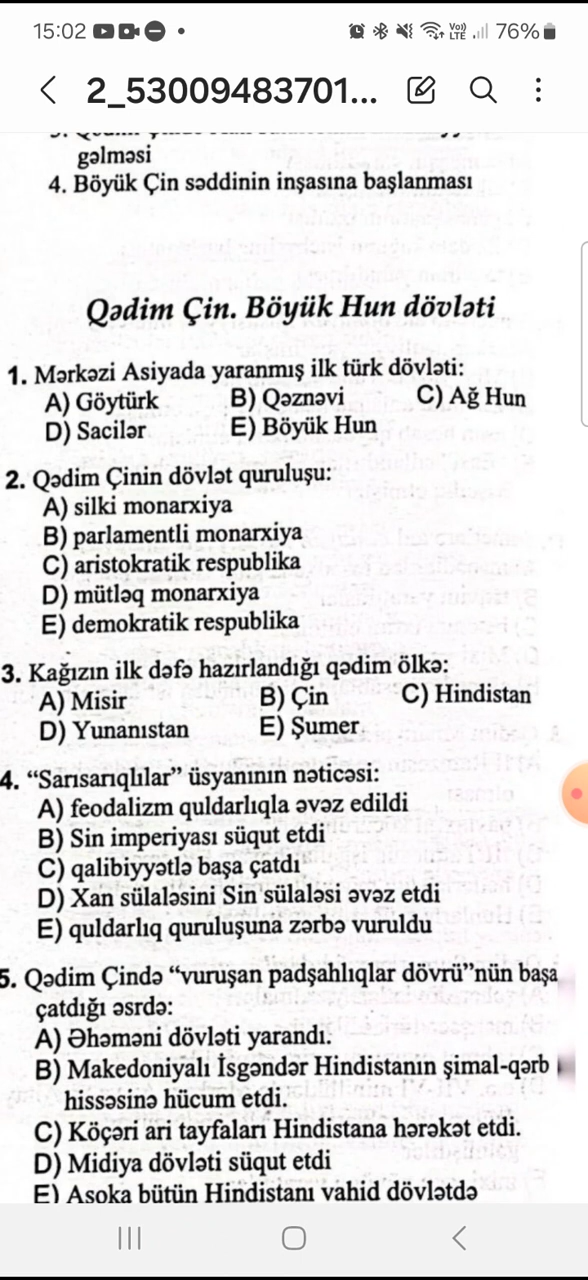 15:02
Vo))
LTE
76%
2_53009483701...
gəlməsi
4. Böyük Çin səddinin inşasına başlanması
Qədim Çin. Böyük Hun dövləti
1. Mərkəzi Asiyada yaranmış ilk türk dövləti:
A) Göytürk B) Qəznəvi C) Ağ Hun
D) Sacilər E) Böyük Hun
2. Qədim Çinin dövlət quruluşu:
A) silki monarxiya
B) parlamentli monarxiya
C) aristokratik respublika
D) mütləq monarxiya
E) demokratik respublika
3. Kağızın ilk dəfə hazırlandığı qədim ölkə:
A) Misir B) Çin C) Hindistan
D) Yunanıstan E) Şumer
4. “Sarısarıqlılar” üsyanının nəticəsi:
A) feodalizm quldarlıqla əvəz edildi
B) Sin imperiyası süqut etdi
C) qalibiyyətlə başa çatdı
D) Xan sülaləsini Sin sülaləsi əvəz etdi
E) quldarlıq quruluşuna zərbə vuruldu
5. Qədim Çində “vuruşan padşahlıqlar dövrü”nün başa
çatdığı əsrdə:
A) Əhəməni dövləti yarandı.
B) Makedoniyalı İsgəndər Hindistanın şimal-qərb
hissəsinə hücum etdi.
C) Köçəri ari tayfaları Hindistana hərəkət etdi.
D) Midiya dövləti süqut etdi
E) Aşoka bütün Hindistanı vahid dövlətdə